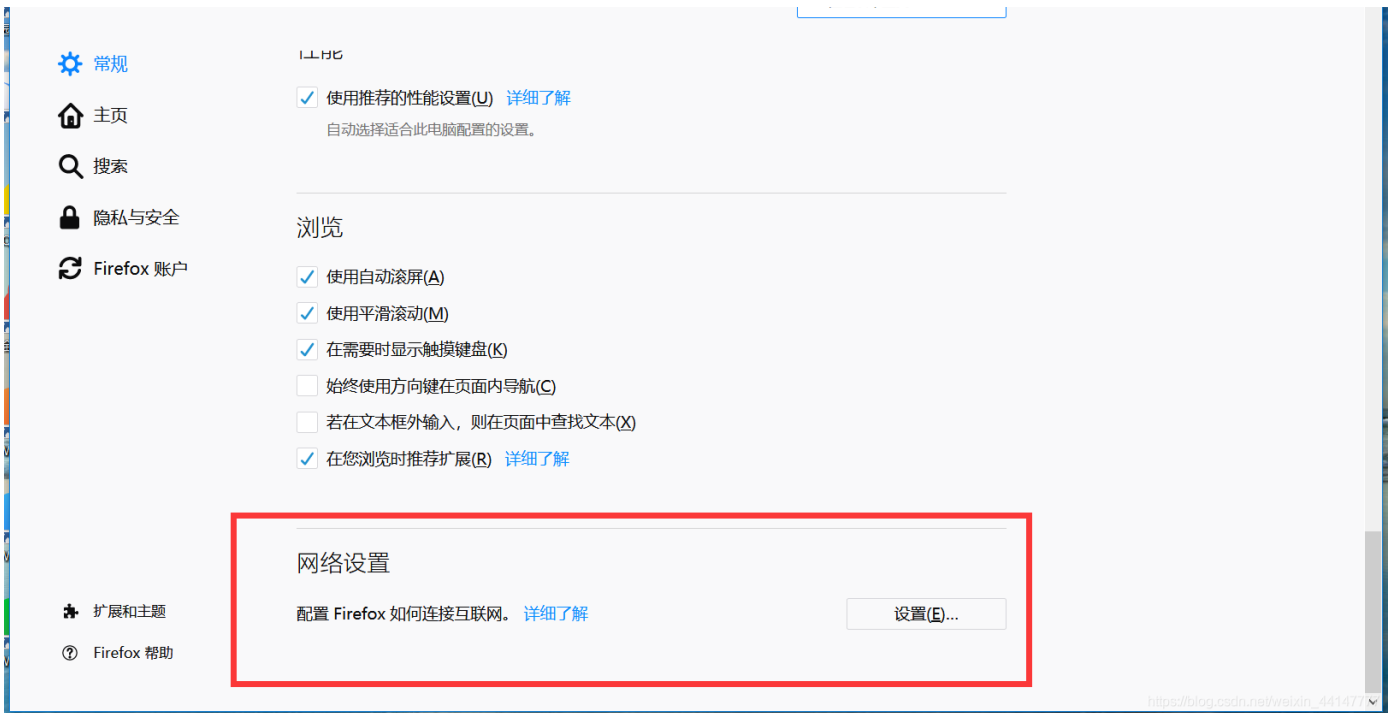 性能
常规
使用推荐的性能设置(U) 详细了解
主页
自动选择适合此电脑配置的设置。
搜索
隐私与安全
浏览
Firefox 账户
使用自动滚屏(A)
使用平滑滚动(M)
在需要时显示触摸键盘(K)
始终使用方向键在页面内导航(C)
若在文本框外输入，则在页面中查找文本(X)
在您浏览时推荐扩展(R) 详细了解
网络设置
扩展和主题
配置 Firefox 如何连接互联网。 详细了解
设置(E)...
Firefox 帮助